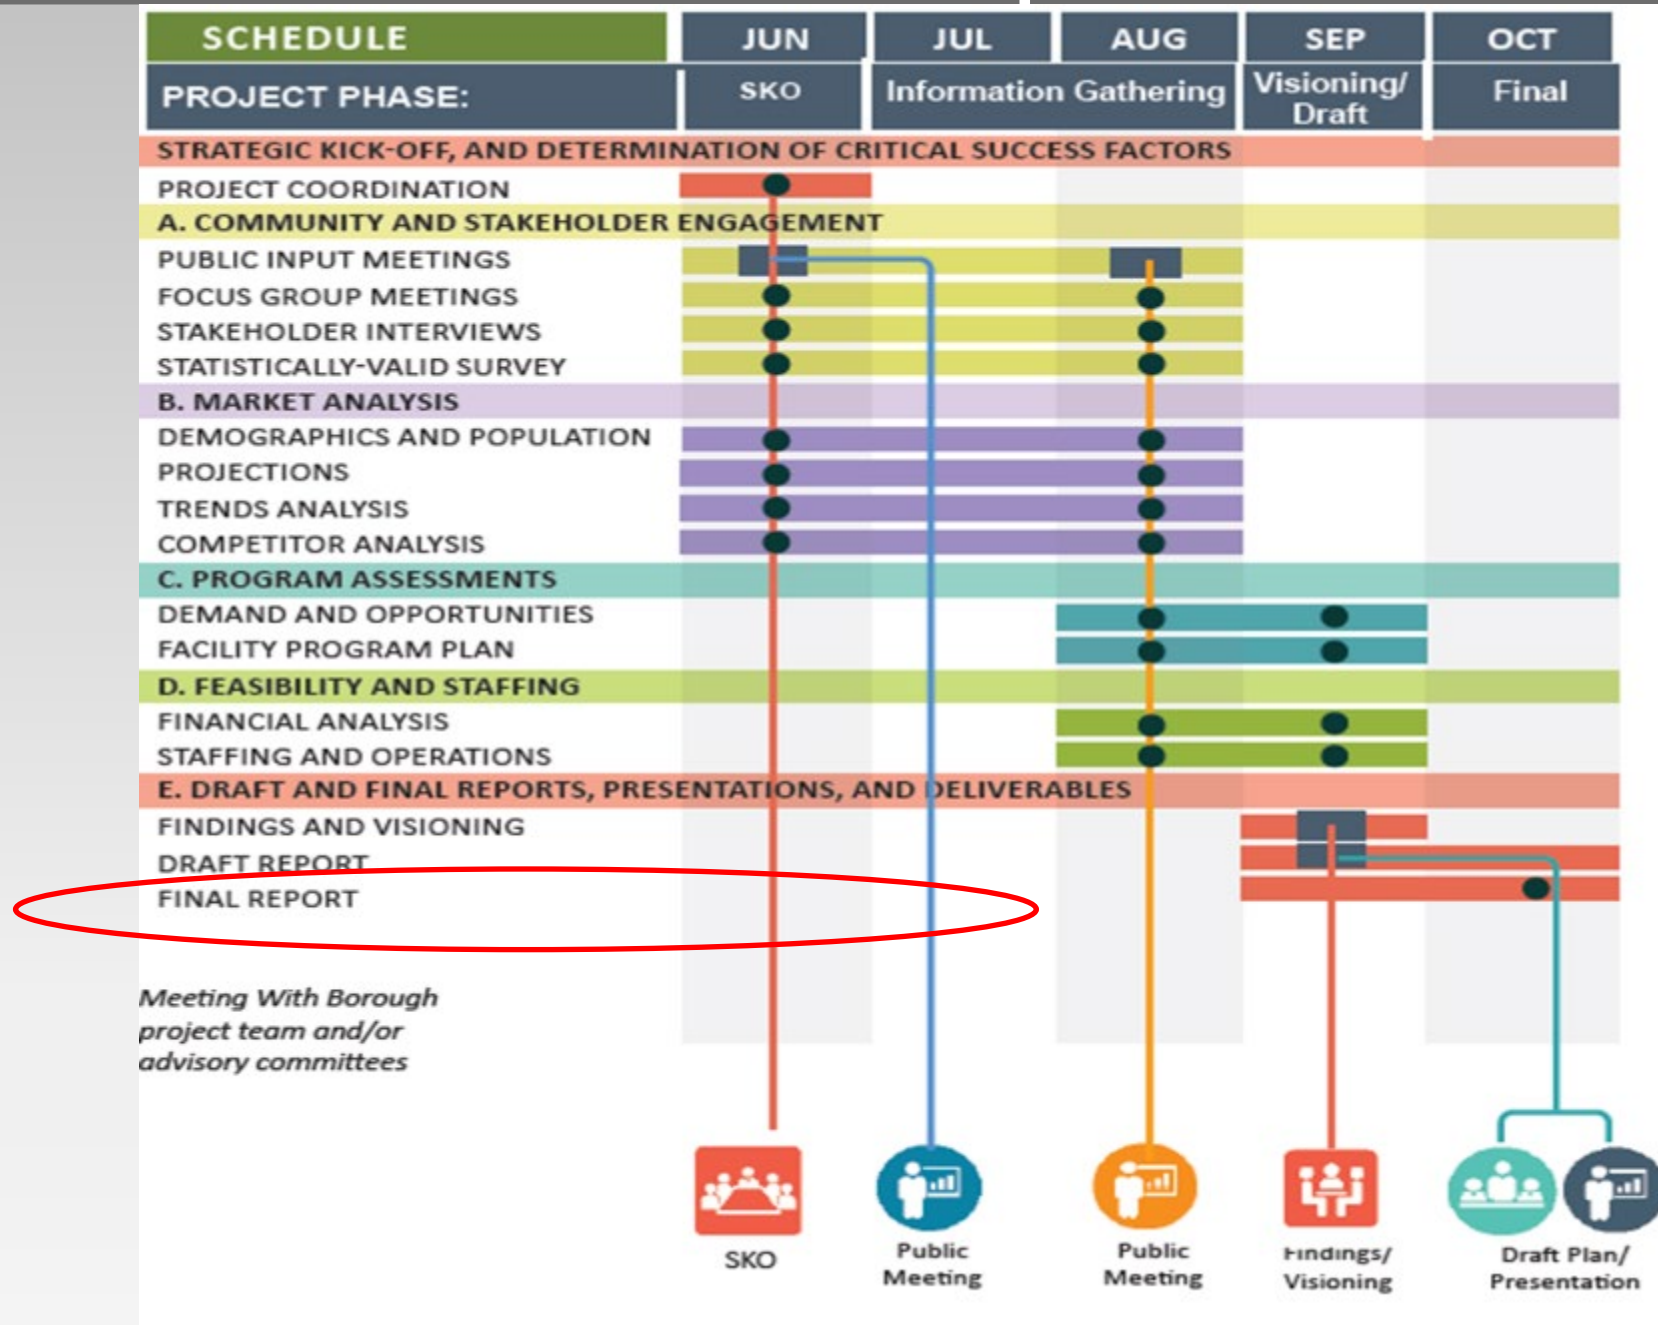 SCHEDULE JUN JUL AUG SEP OCT
PROJECT PHASE: SKO Information Gathering Visioning/ Final
Draft
STRATEGIC KICK-OFF, AND DETERMINATION OF CRITICAL SUCCESS FACTORS
PROJECT COORDINATION
A. COMMUNITY AND STAKEHOLDER ENGAGEMENT
PUBLIC INPUT MEETINGS
FOCUS GROUP MEETINGS
STAKEHOLDER INTERVIEWS
STATISTICALLY-VALID SURVEY
B. MARKET ANALYSIS
DEMOGRAPHICS AND POPULATION
PROJECTIONS
TRENDS ANALYSIS
COMPETITOR ANALYSIS
C. PROGRAM ASSESSMENTS
DEMAND AND OPPORTUNITIES
FACILITY PROGRAM PLAN
D. FEASIBILITY AND STAFFING
FINANCIAL ANALYSIS
STAFFING AND OPERATIONS
E. DRAFT AND FINAL REPORTS, PRESENTATIONS, AND DELIVERABLES
FINDINGS AND VISIONING
DRAFT REPORT
FINAL REPORT
Meeting With Borough
project team and/or
advisory committees
SKO
Public
Meeting
Public
Meeting
Findings/
Visioning
Draft Plan/
Presentation